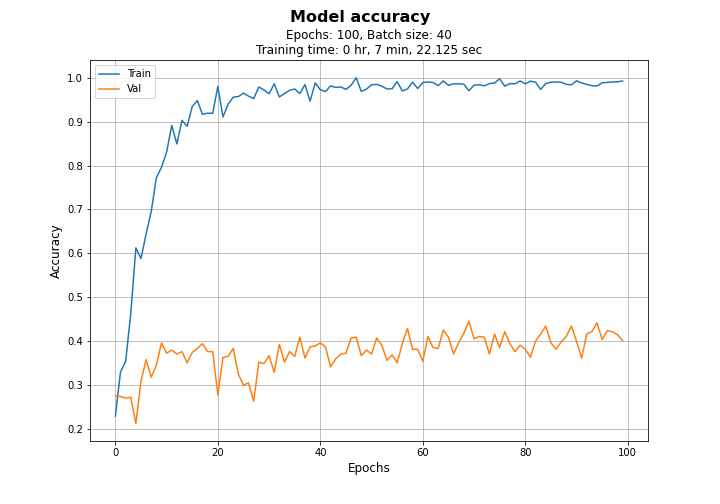 Model accuracy
Epochs: 100, Batch size: 40
Training time: 0 hr, 7 min, 22.125 sec
Train
Val
1.0
0.9
0.8
0.7
0.6
0.5
0.4
0.3
0.2
Accuracy
0 20 40 60 80 100
Epochs